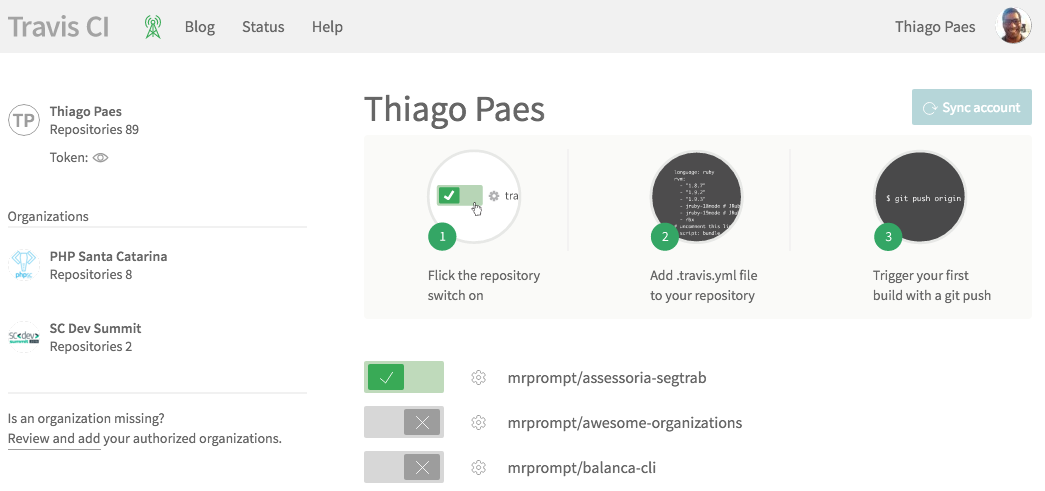 Travis CI
Blog
Status
Help
Thiago Paes
TP
Thiago Paes
Repositories 89
Token:
Organizations
PHP Santa Catarina
Repositories 8
SC Dev Summit
Repositories 2
Is an organization missing?
Review and add your authorized organizations.
Thiago Paes
Sync account
tra
1
Flick the repository
switch on
language: ruby
rvm:
- "1.8.7"
- "1.9.2"
- "1.9.3"
- jruby-18mode # JRub
- jruby-19mode # JRu
- rbx
# uncomment this li
script: bundle
2
Add .travis.yml file
to your repository
$ git push origin
3
Trigger your first
build with a git push
mrprompt/assessoria-segtrab
mrprompt/awesome-organizations
mrprompt/balanca-cli